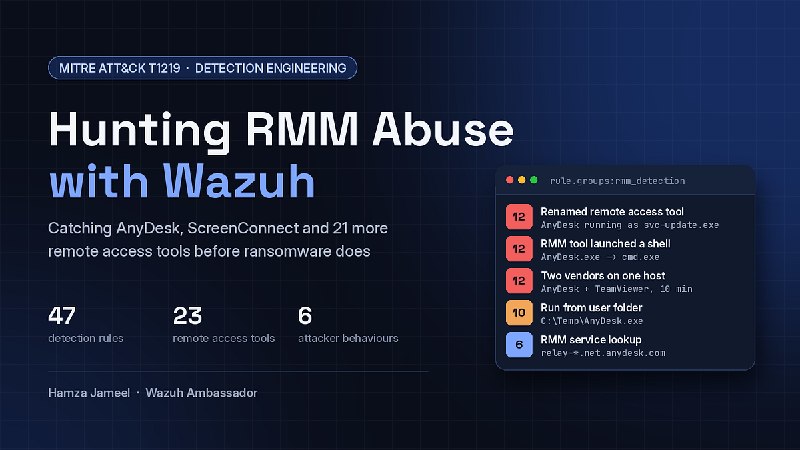 MITRE ATT&CK T1219 · DETECTION ENGINEERING
Hunting RMM Abuse
with Wazuh
Catching AnyDesk, ScreenConnect and 21 more
remote access tools before ransomware does
47
detection rules
23
remote access tools
6
attacker behaviours
Hamza Jameel · Wazuh Ambassador
rule.groups:rmm_detection
12
Renamed remote access tool
AnyDesk running as svc-update.exe
12
RMM tool launched a shell
AnyDesk.exe -> cmd.exe
12
Two vendors on one host
AnyDesk + TeamViewer, 10 min
10
Run from user folder
C:\Temp\AnyDesk.exe
6
RMM service lookup
relay-*.net.anydesk.com